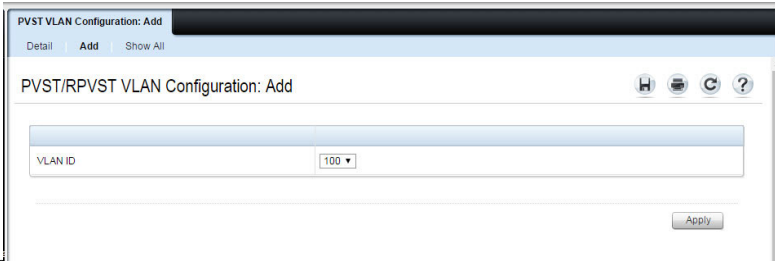 PVST VLAN Configuration: Add
Detail Add Show All
PVST/RPVST VLAN Configuration: Add
VLAN ID 100
Apply